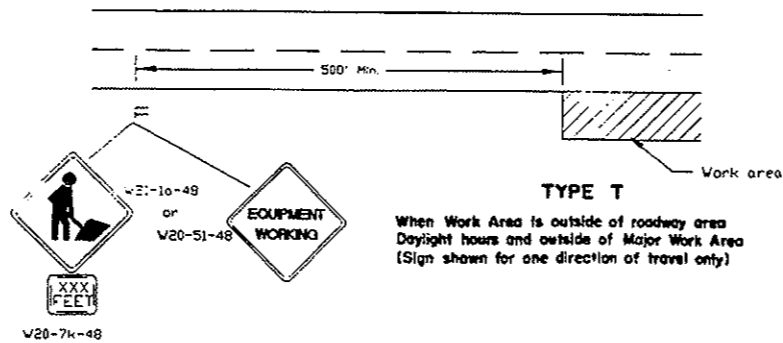 500' Min.
Work area
W21-1a-48
or
W20-51-48
EQUIPMENT
WORKING
XXX
FEET
W20-7k-48
TYPE T
When Work Area is outside of roadway area
Daylight hours and outside of Major Work Area
(Sign shown for one direction of travel only)